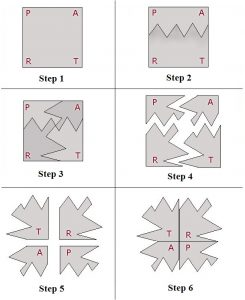 P A
P A
R T
R T
Step 1
Step 2
P A
P A
R T
R T
Step 3
Step 4
T R
T R
A P
A P
Step 5
Step 6